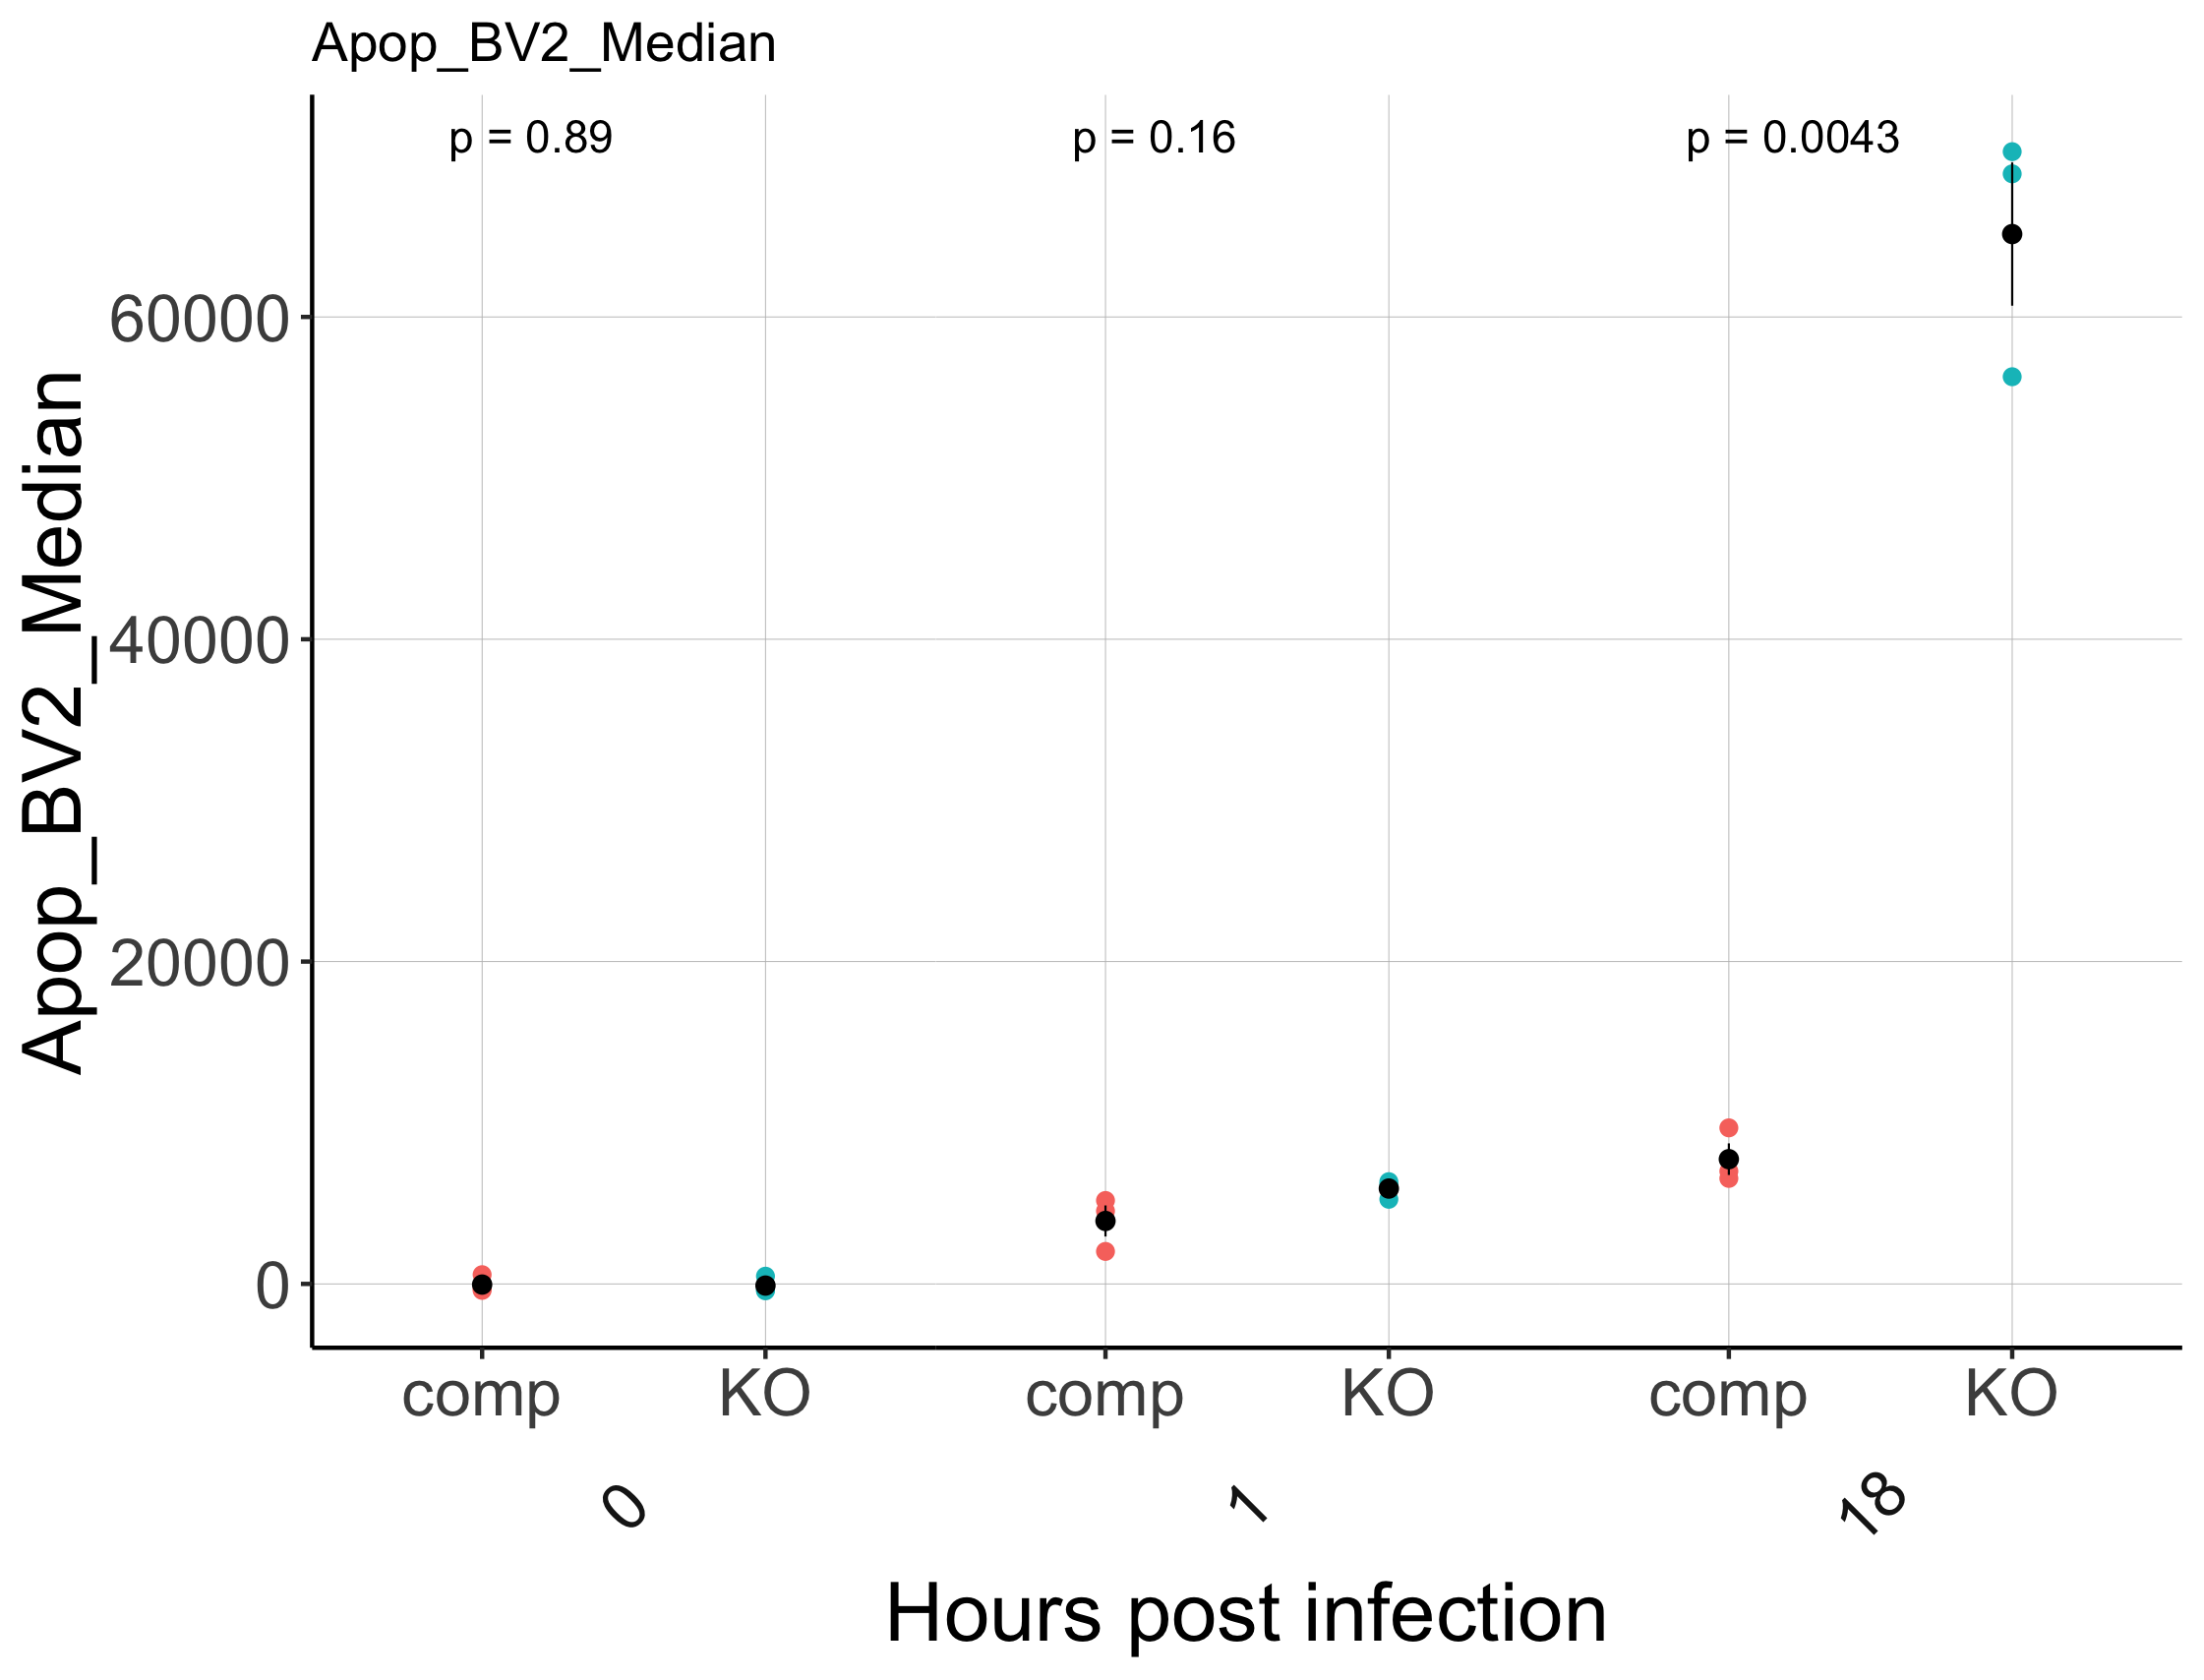 Apop_BV2_Median
p = 0.89
p = 0.16
p = 0.0043
Apop_BV2_Median
60000
40000
20000
0
comp
KO
comp
KO
comp
KO
0
1
18
Hours post infection